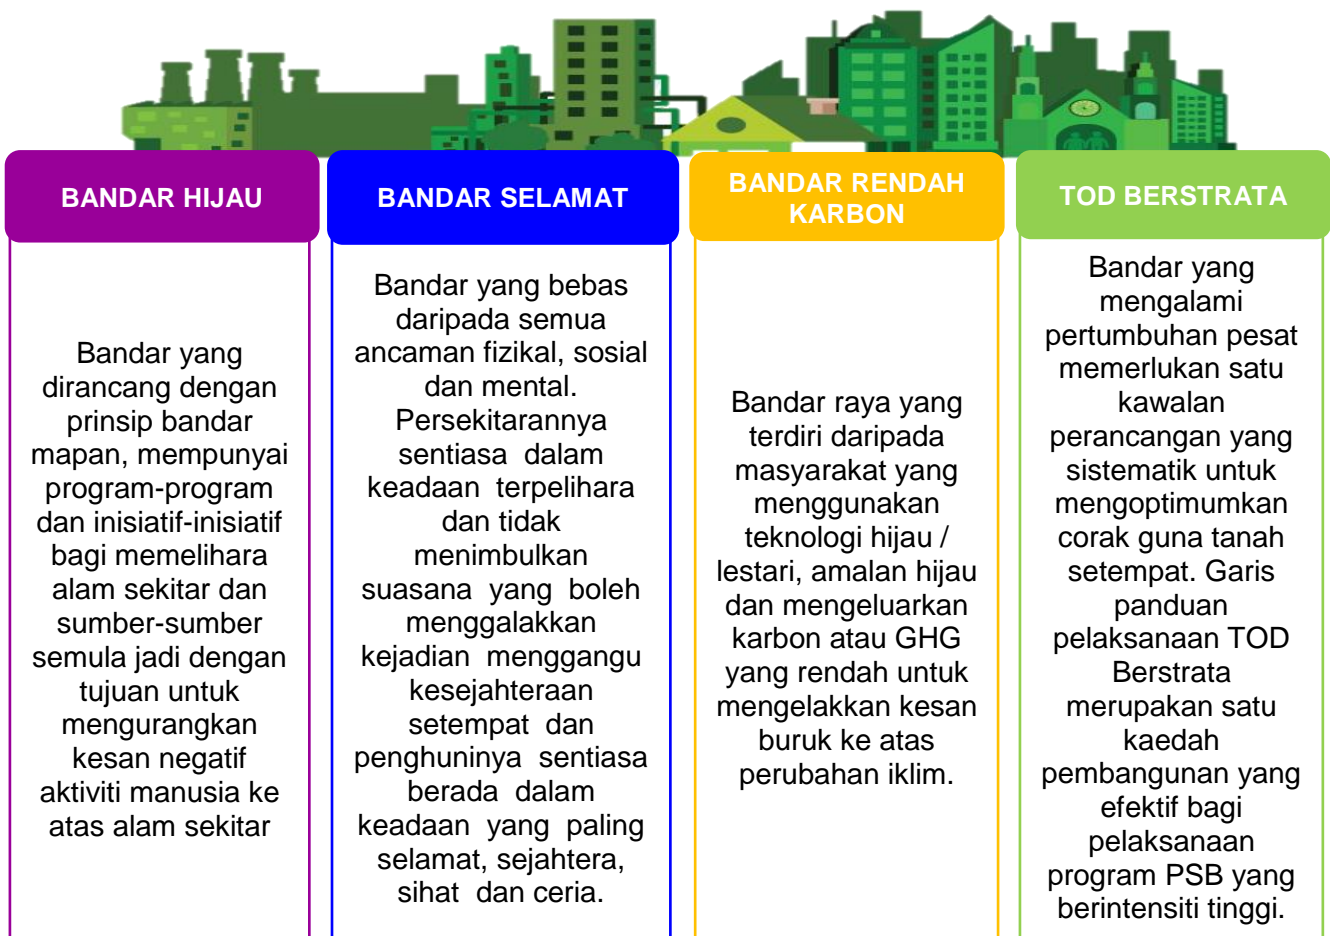 BANDAR HIJAU
Bandar yang
dirancang dengan
prinsip bandar
mapan, mempunyai
program-program
dan inisiatif-inisiatif
bagi memelihara
alam sekitar dan
sumber-sumber
semula jadi dengan
tujuan untuk
mengurangkan
kesan negatif
aktiviti manusia ke
atas alam sekitar
BANDAR SELAMAT
Bandar yang bebas
daripada semua
ancaman fizikal, sosial
dan mental.
Persekitarannya
sentiasa dalam
keadaan terpelihara
dan tidak
menimbulkan
suasana yang boleh
menggalakkan
kejadian menggangu
kesejahteraan
setempat dan
penghuninya sentiasa
berada dalam
keadaan yang paling
selamat, sejahtera,
sihat dan ceria.
BANDAR RENDAH
KARBON
Bandar raya yang
terdiri daripada
masyarakat yang
menggunakan
teknologi hijau /
lestari, amalan hijau
dan mengeluarkan
karbon atau GHG
yang rendah untuk
mengelakkan kesan
buruk ke atas
perubahan iklim.
TOD BERSTRATA
Bandar yang
mengalami
pertumbuhan pesat
memerlukan satu
kawalan
perancangan yang
sistematik untuk
mengoptimumkan
corak guna tanah
setempat. Garis
panduan
pelaksanaan TOD
Berstrata
merupakan satu
kaedah
pembangunan yang
efektif bagi
pelaksanaan
program PSB yang
berintensiti tinggi.